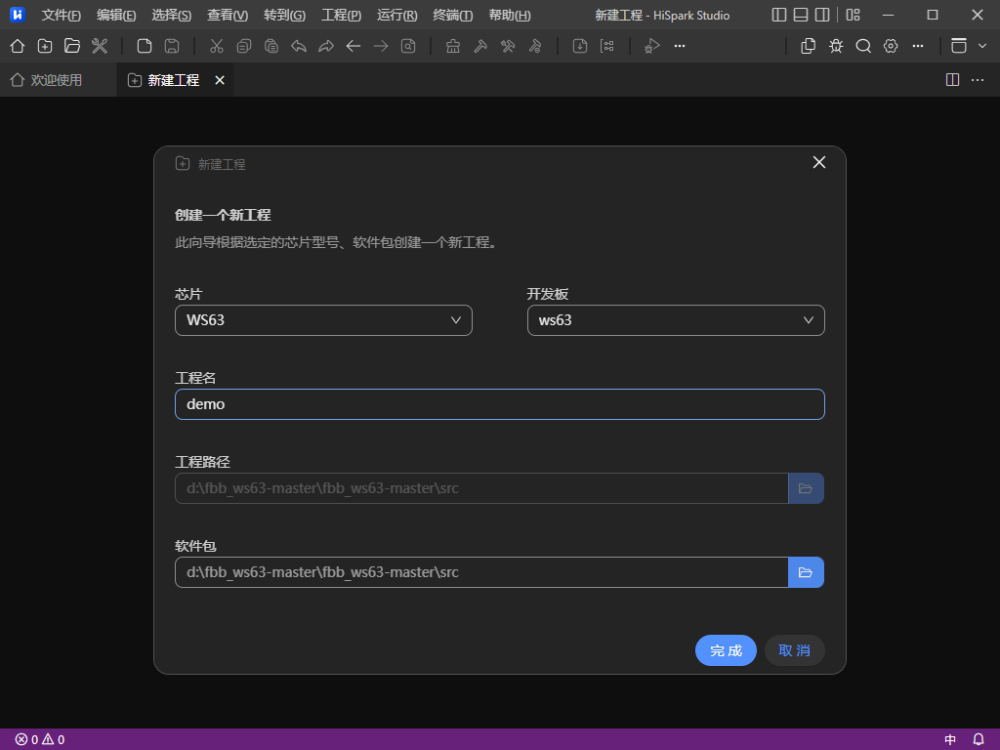 文件(F) 编辑(E) 选择(S) 查看(V) 转到(G) 工程(P) 运行(R) 终端(T) 帮助(H) 新建工程 - HiSpark Studio
欢迎使用 新建工程
新建工程
创建一个新工程
此向导根据选定的芯片型号、软件包创建一个新工程。
芯片 开发板
WS63 ws63
工程名
demo
工程路径
d:\fbb_ws63-master\fbb_ws63-master\src
软件包
d:\fbb_ws63-master\fbb_ws63-master\src
完成 取消
0 0 中